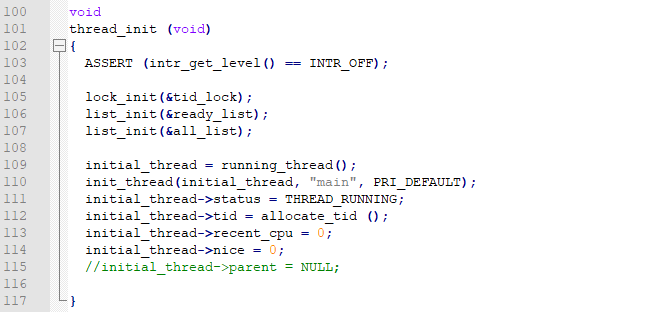 100 void
101 thread_init (void)
102 {
103 ASSERT (intr_get_level() == INTR_OFF);
104
105 lock_init(&tid_lock);
106 list_init(&ready_list);
107 list_init(&all_list);
108
109 initial_thread = running_thread();
110 init_thread(initial_thread, "main", PRI_DEFAULT);
111 initial_thread->status = THREAD_RUNNING;
112 initial_thread->tid = allocate_tid ();
113 initial_thread->recent_cpu = 0;
114 initial_thread->nice = 0;
115 //initial_thread->parent = NULL;
116
117 }